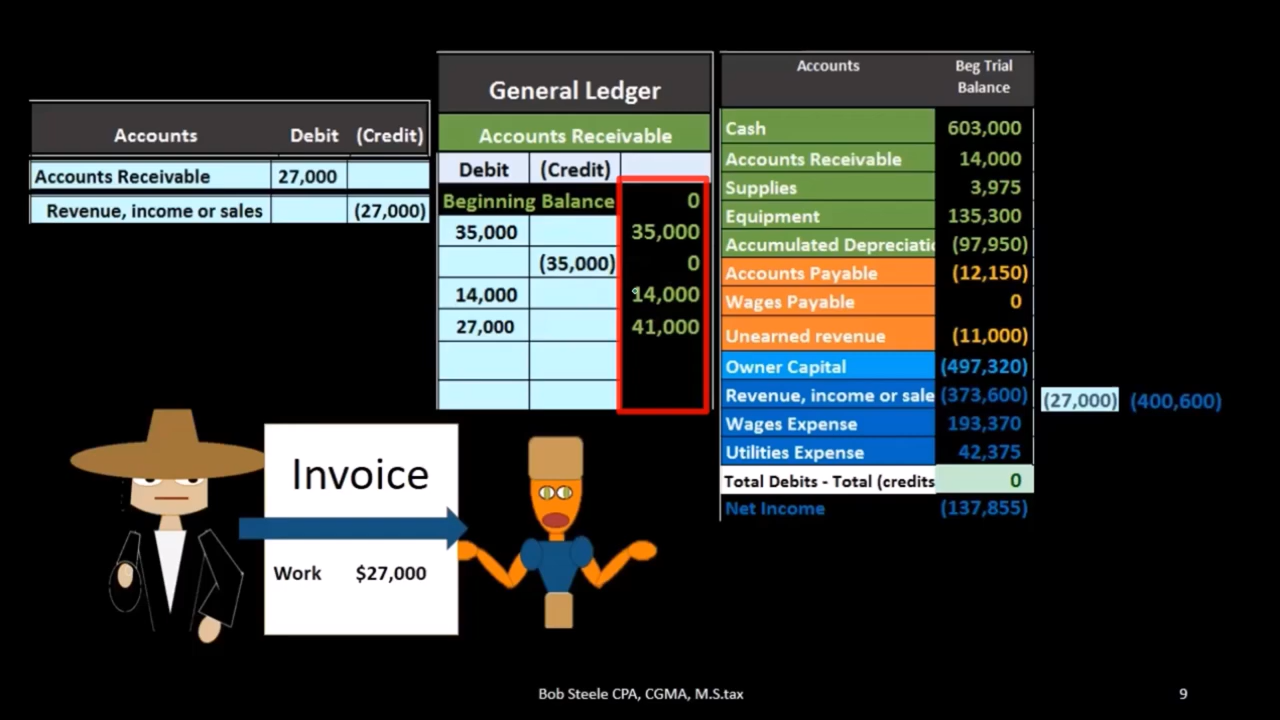 Accounts Debit (Credit)
Accounts Receivable 27,000
Revenue, income or sales (27,000)
General Ledger
Accounts Receivable
Debit (Credit)
Beginning Balance 0
35,000 35,000
(35,000) 0
14,000 14,000
27,000 41,000
Accounts Beg Trial
Balance
Cash 603,000
Accounts Receivable 14,000
Supplies 3,975
Equipment 135,300
Accumulated Depreciatio (97,950)
Accounts Payable (12,150)
Wages Payable 0
Unearned revenue (11,000)
Owner Capital (497,320)
Revenue, income or sale (373,600) (27,000) (400,600)
Wages Expense 193,370
Utilities Expense 42,375
Total Debits - Total (credits 0
Net Income (137,855)
Invoice
Work $27,000
Bob Steele CPA, CGMA, M.S.tax
9